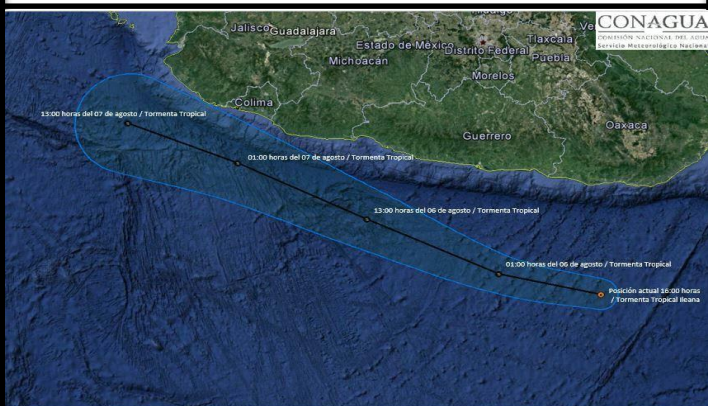 CONAGUA
COMISIÓN NACIONAL DEL AGUA
Servicio Meteorológico Nacional
Jalisco
Guadalajara
Estado de México
Distrito Federal
Tlaxcala
Ve
Michoacán
Puebla
Morelos
Colima
Guerrero
Oaxaca
13:00 horas del 07 de agosto / Tormenta Tropical
01:00 horas del 07 de agosto / Tormenta Tropical
13:00 horas del 06 de agosto / Tormenta Tropical
01:00 horas del 06 de agosto / Tormenta Tropical
Posición actual 16:00 horas
/ Tormenta Tropical Ileana